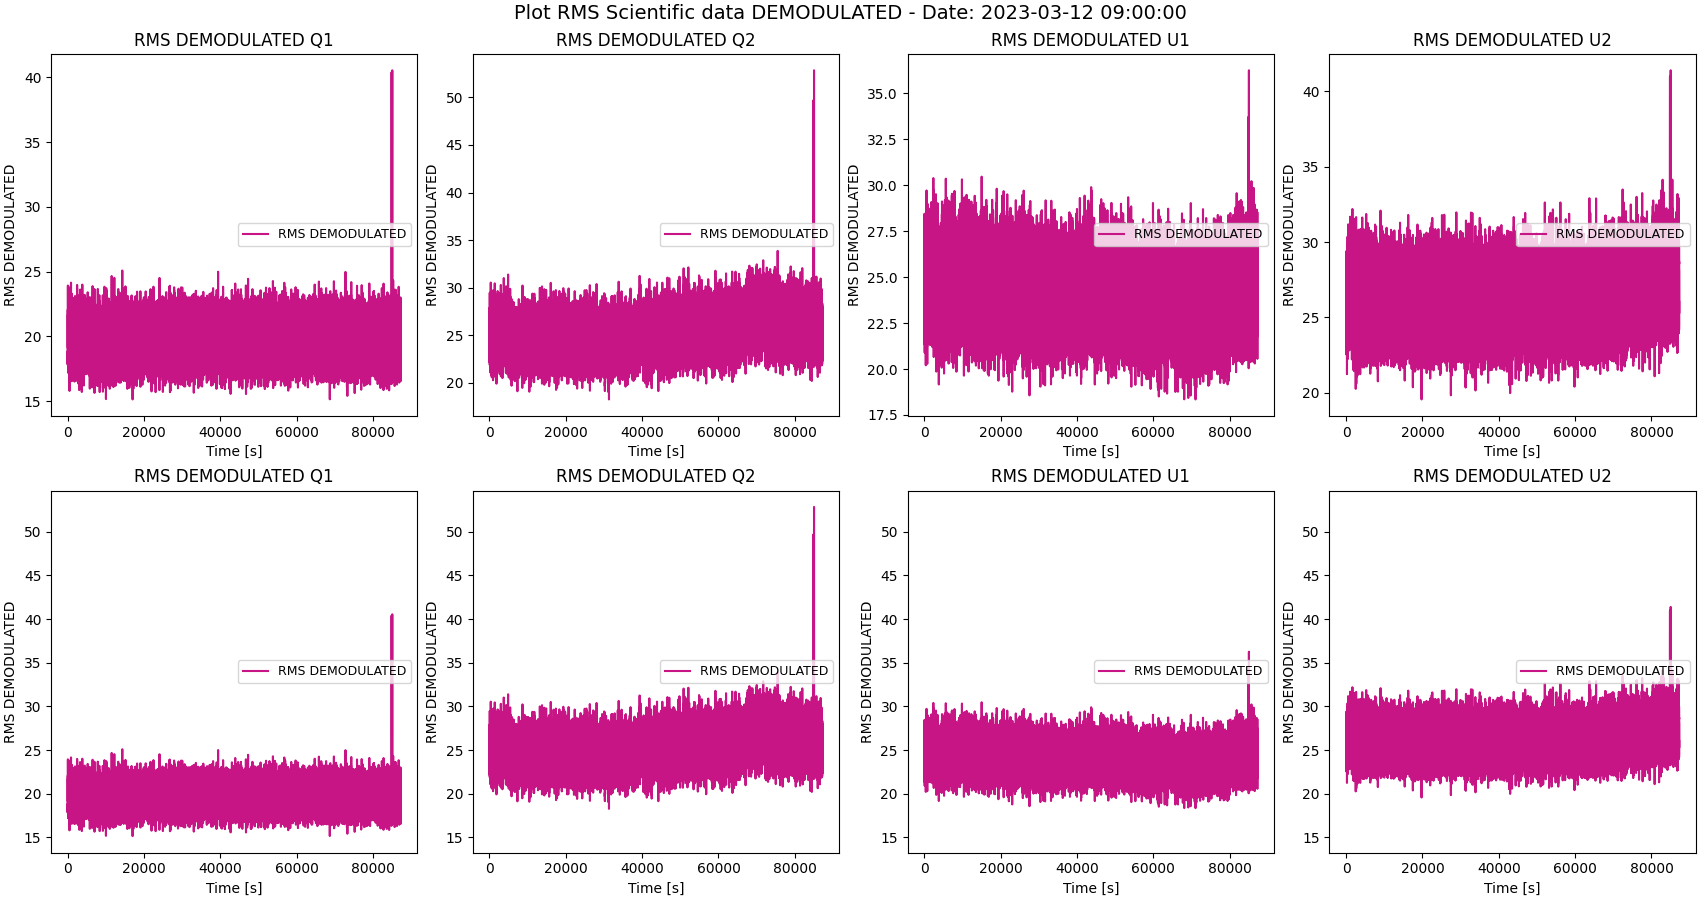 Plot RMS Scientific data DEMODULATED - Date: 2023-03-12 09:00:00
RMS DEMODULATED Q1
RMS DEMODULATED
40
35
30
25
20
15
RMS DEMODULATED
0 20000 40000 60000 80000
Time [s]
RMS DEMODULATED Q2
RMS DEMODULATED
50
45
40
35
30
25
20
RMS DEMODULATED
0 20000 40000 60000 80000
Time [s]
RMS DEMODULATED U1
RMS DEMODULATED
35.0
32.5
30.0
27.5
25.0
22.5
20.0
17.5
RMS DEMODULATED
0 20000 40000 60000 80000
Time [s]
RMS DEMODULATED U2
RMS DEMODULATED
40
35
30
25
20
RMS DEMODULATED
0 20000 40000 60000 80000
Time [s]
RMS DEMODULATED Q1
RMS DEMODULATED
50
45
40
35
30
25
20
15
RMS DEMODULATED
0 20000 40000 60000 80000
Time [s]
RMS DEMODULATED Q2
RMS DEMODULATED
50
45
40
35
30
25
20
15
RMS DEMODULATED
0 20000 40000 60000 80000
Time [s]
RMS DEMODULATED U1
RMS DEMODULATED
50
45
40
35
30
25
20
15
RMS DEMODULATED
0 20000 40000 60000 80000
Time [s]
RMS DEMODULATED U2
RMS DEMODULATED
50
45
40
35
30
25
20
15
RMS DEMODULATED
0 20000 40000 60000 80000
Time [s]